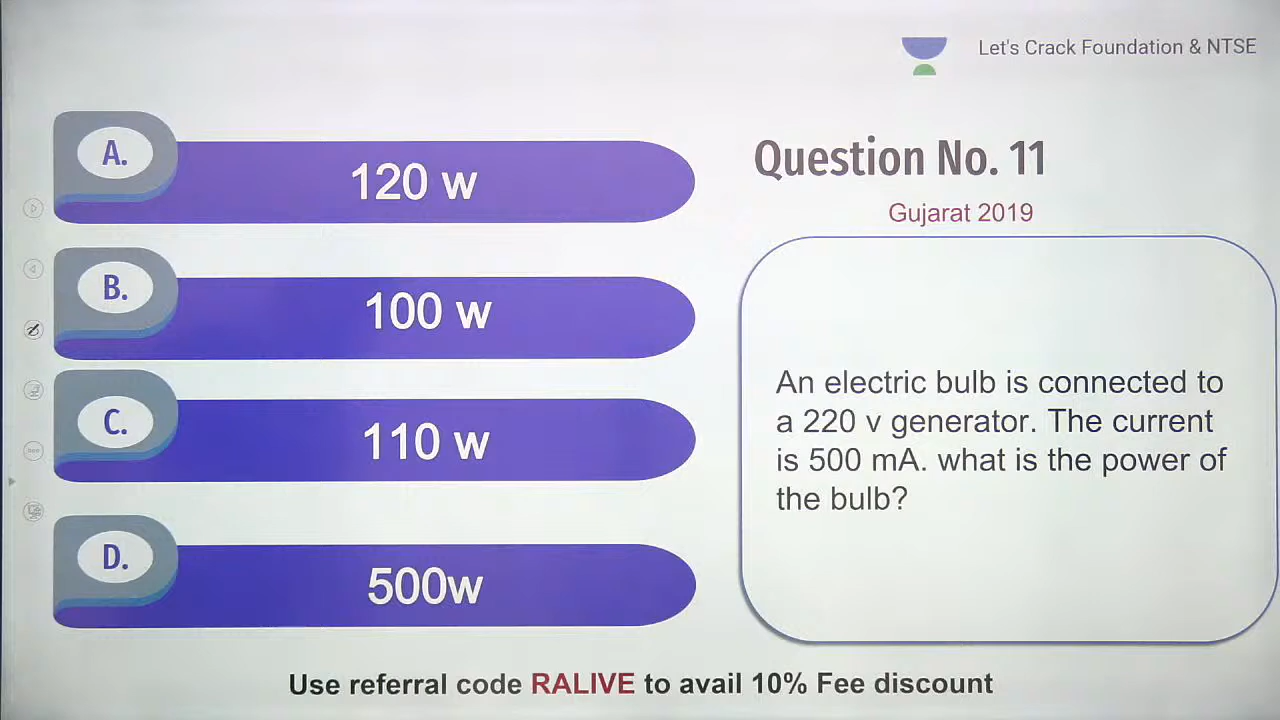 Let's Crack Foundation & NTSE
A.
120 w
B.
100 w
C.
110 w
D.
500w
Question No. 11
Gujarat 2019
An electric bulb is connected to
a 220 v generator. The current
is 500 mA. what is the power of
the bulb?
Use referral code RALIVE to avail 10% Fee discount